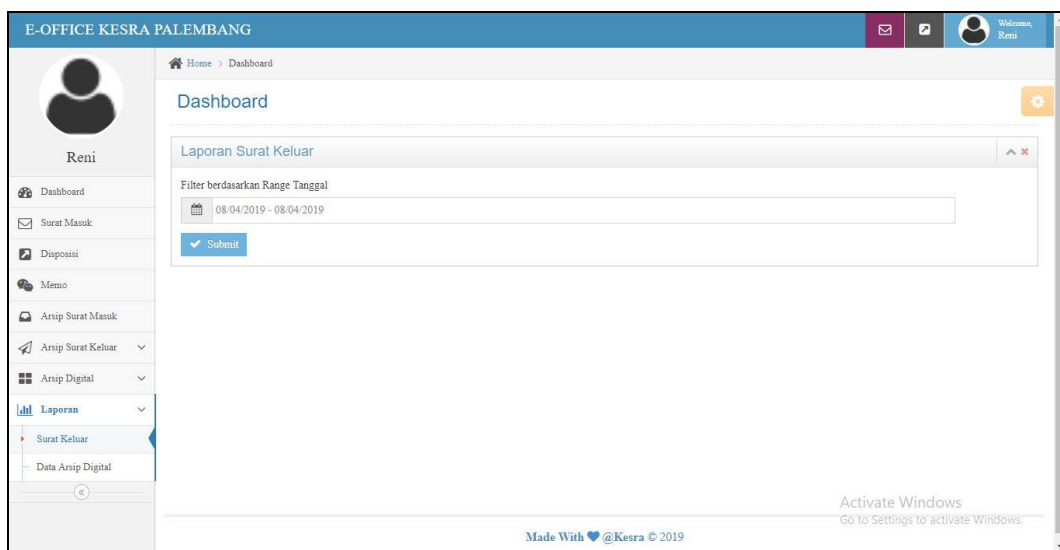 E-OFFICE KESRA PALEMBANG
Welcome,
Reni
Home > Dashboard
Reni
Dashboard
Surat Masuk
Disposisi
Memo
Arsip Surat Masuk
Arsip Surat Keluar
Arsip Digital
Laporan
Surat Keluar
Data Arsip Digital
Dashboard
Laporan Surat Keluar
Filter berdasarkan Range Tanggal
08/04/2019 - 08/04/2019
Submit
Activate Windows
Go to Settings to activate Windows.
Made With @Kesra © 2019